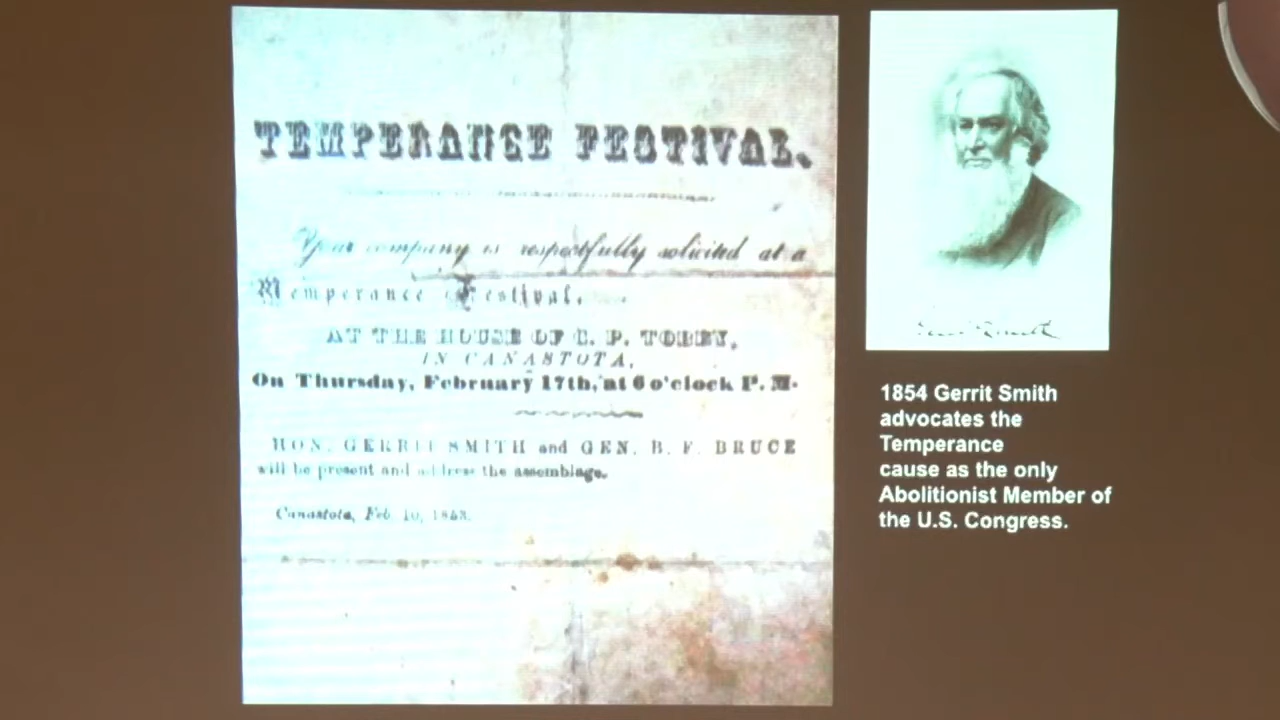 TEMPERANCE FESTIVAL.
Your company is respectfully solicited at a
Temperance Festival,
AT THE HOUSE OF C. P. TOBEY,
IN CANASTOTA,
On Thursday, February 17th, at 6 o'clock P. M.
HON. GERRIT SMITH and GEN. B. F. BRUCE
will be present and address the assemblage.
Canastota, Feb. 10,
1854 Gerrit Smith
advocates the
Temperance
cause as the only
Abolitionist Member of
the U.S. Congress.